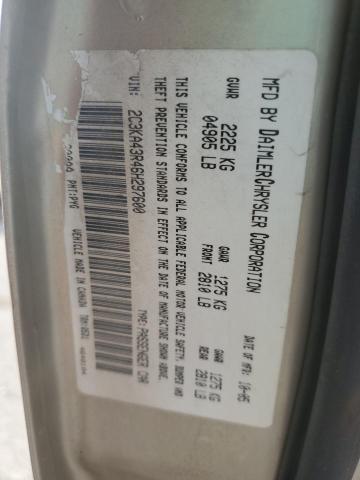 MFD BY DAIMLERCHRYSLER CORPORATION
DATE OF MFR: 10-05
GVWR
2225 KG
04905 LB
GAWR
FRONT
1275 KG
2810 LB
GAWR
REAR
1275 KG
2810 LB
THIS VEHICLE CONFORMS TO ALL APPLICABLE FEDERAL MOTOR VEHICLE SAFETY, BUMPER AND
THEFT PREVENTION STANDARDS IN EFFECT ON THE DATE OF MANUFACTURE SHOWN ABOVE.
VIN: 2C3KA43R46H297600
TYPE: PASSENGER CAR
PNT: PYG
VEHICLE MADE IN CANADA